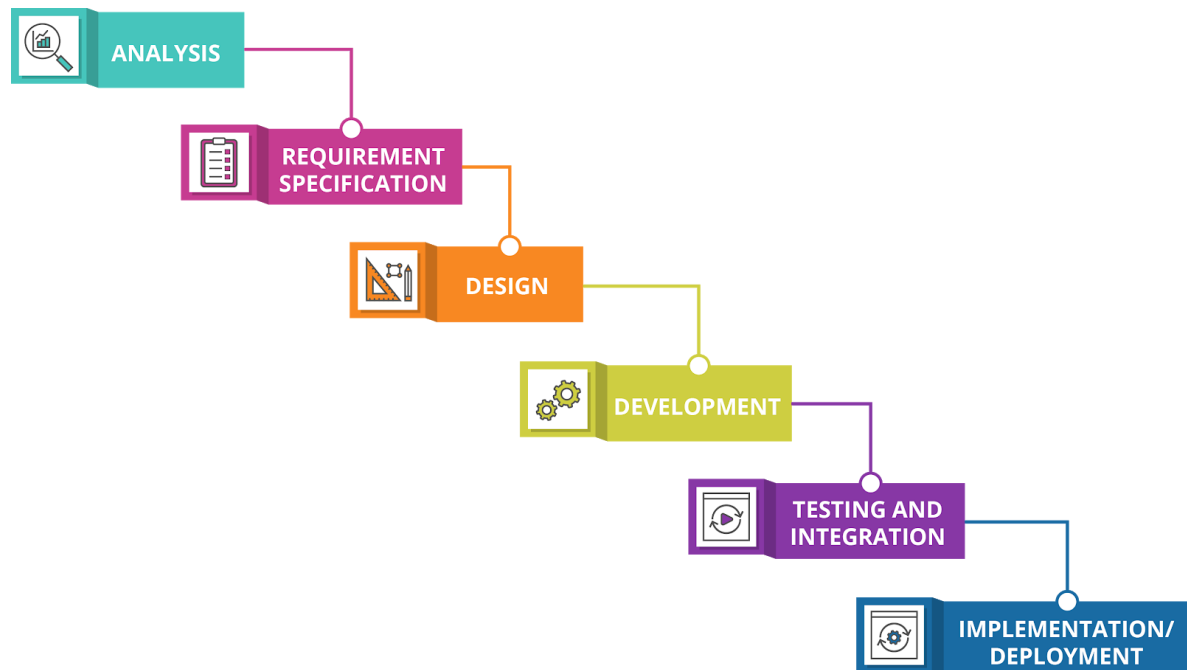 ANALYSIS
REQUIREMENT
SPECIFICATION
DESIGN
DEVELOPMENT
TESTING AND
INTEGRATION
IMPLEMENTATION/
DEPLOYMENT